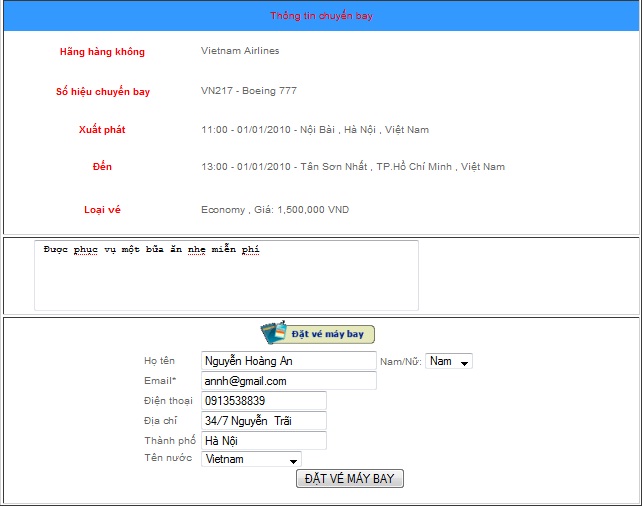 Thông tin chuyến bay
Hãng hàng không Vietnam Airlines
Số hiệu chuyến bay VN217 - Boeing 777
Xuất phát 11:00 - 01/01/2010 - Nội Bài , Hà Nội , Việt Nam
Đến 13:00 - 01/01/2010 - Tân Sơn Nhất , TP.Hồ Chí Minh , Việt Nam
Loại vé Economy , Giá: 1,500,000 VND
Được phục vụ một bữa ăn nhẹ miễn phí
Đặt vé máy bay
Họ tên Nguyễn Hoàng An Nam/Nữ: Nam
Email* annh@gmail.com
Điện thoại 0913538839
Địa chỉ 34/7 Nguyễn Trãi
Thành phố Hà Nội
Tên nước Vietnam
ĐẶT VÉ MÁY BAY